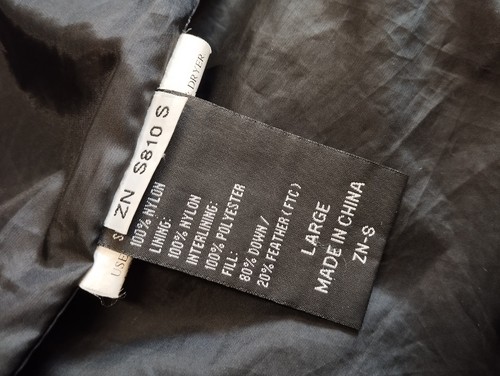 DRYER
ZN S810 S
S
USE
100% NYLON
LINING:
100% NYLON
INTERLINING:
100% POLYESTER
FILL:
80% DOWN /
20% FEATHER (FTC)
LARGE
MADE IN CHINA
ZN-S